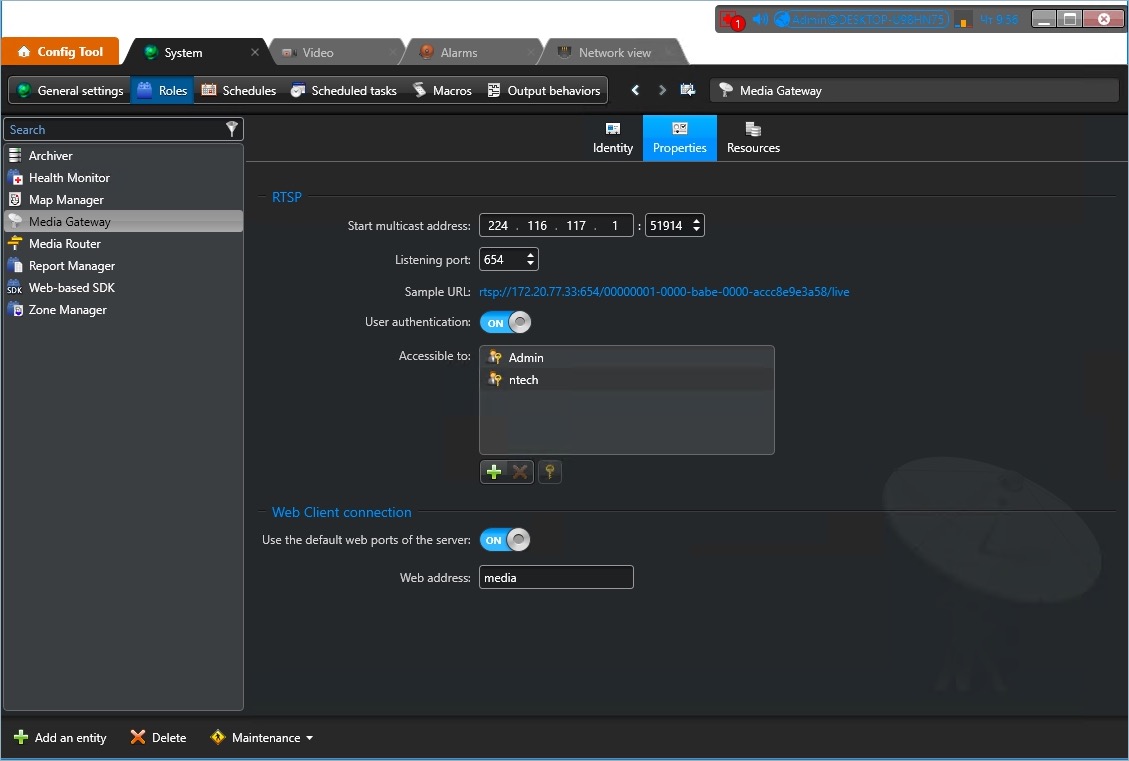 1 Admin@DESKTOP-U9BHNT5 Чт 9:56
Config Tool System Video Alarms Network view
General settings Roles Schedules Scheduled tasks Macros Output behaviors Media Gateway
Search
Identity Properties Resources
Archiver
Health Monitor
Map Manager
Media Gateway
Media Router
Report Manager
SDK Web-based SDK
Zone Manager
RTSP
Start multicast address: 224 . 116 . 117 . 1 : 51914
Listening port: 654
Sample URL: rtsp://172.20.77.33:654/00000001-0000-babe-0000-accc8e9e3a58/live
User authentication: ON
Accessible to: Admin
ntech
Web Client connection
Use the default web ports of the server: ON
Web address: media
Add an entity Delete Maintenance